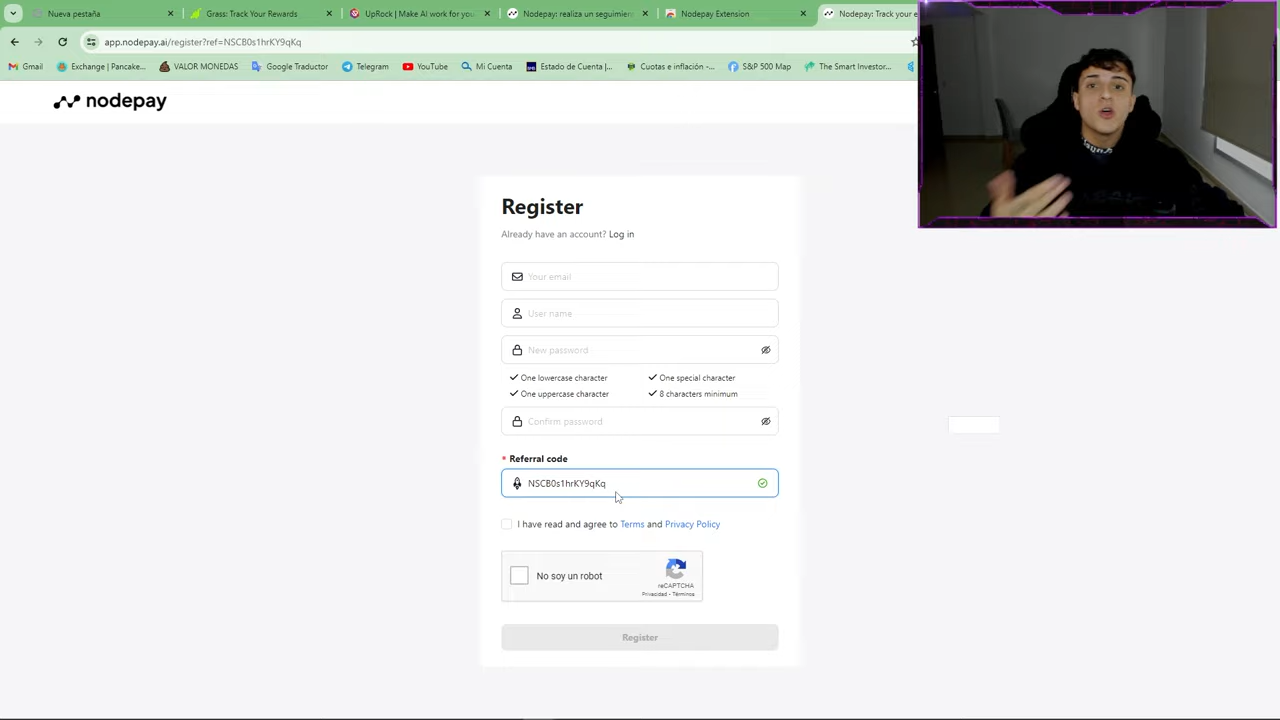 Nueva pestaña
Grass: Track Your Rewards
UpRock | Make AI work for you
Nodepay: realiza un seguimien
Nodepay Extension
Nodepay: Track your e
app.nodepay.ai/register?ref=NSCB0s1hrKY9qKq
Gmail
Exchange | Pancake...
VALOR MONEDAS
Google Traductor
Telegram
YouTube
Mi Cuenta
Estado de Cuenta |...
Cuotas e inflación -...
S&P 500 Map
The Smart Investor...
nodepay
Register
Already have an account? Log in
Your email
User name
New password
One lowercase character
One special character
One uppercase character
8 characters minimum
Confirm password
* Referral code
NSCB0s1hrKY9qKq
I have read and agree to Terms and Privacy Policy
No soy un robot
reCAPTCHA
Privacidad - Términos
Register